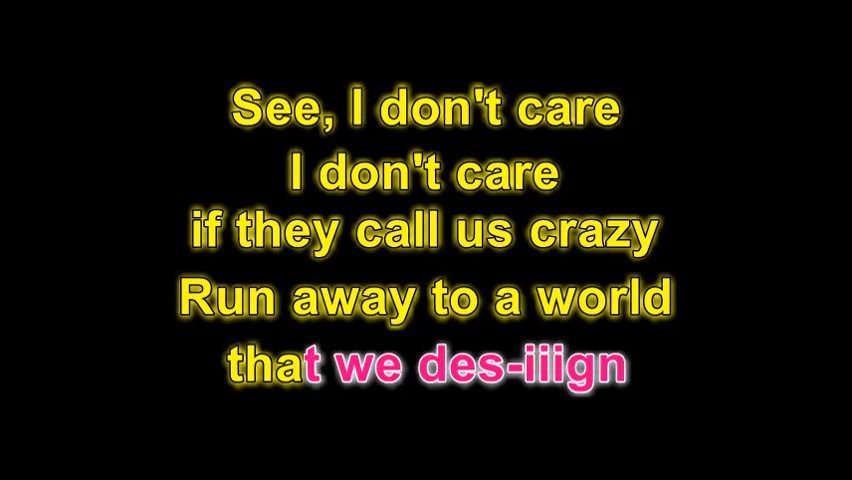 See, I don't care
I don't care
if they call us crazy
Run away to a world
that we des-iiign